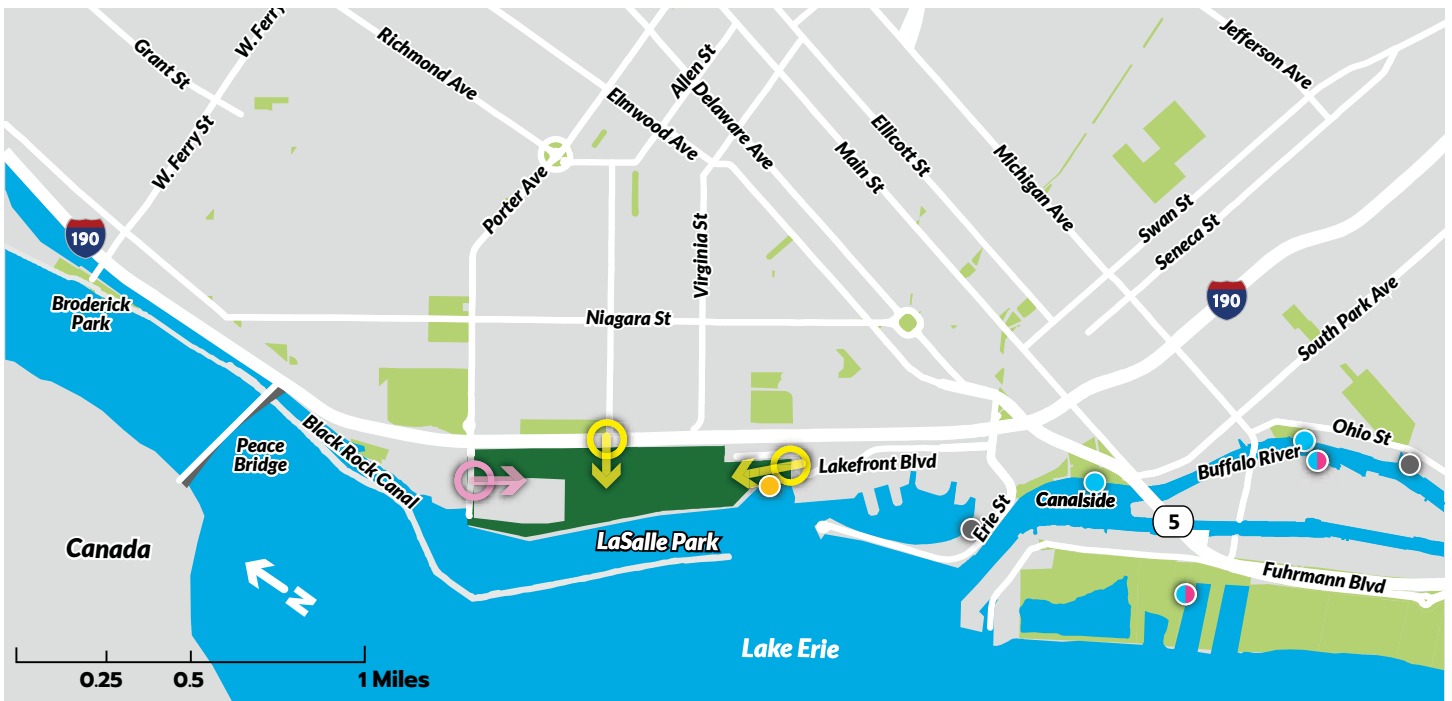 Grant St
W. Ferry
W. Ferry St
Richmond Ave
Allen St
Elmwood Ave
Delaware Ave
Ellicott St
Main St
Michigan Ave
Jefferson Ave
Porter Ave
Virginia St
Swan St
Seneca St
190
190
South Park Ave
Broderick
Park
Niagara St
Peace
Bridge
Black Rock Canal
Lakefront Blvd
Ohio St
Buffalo River
Canalside
Erie St
5
LaSalle Park
Canada
N
Fuhrmann Blvd
Lake Erie
0.25
0.5
1 Miles